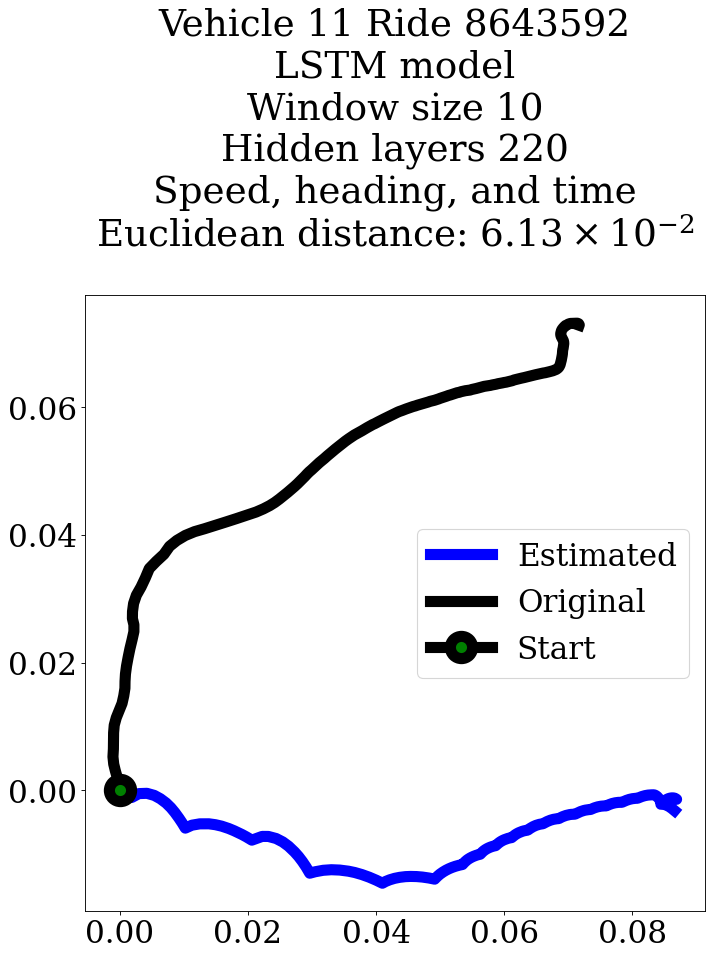 Vehicle 11 Ride 8643592
LSTM model
Window size 10
Hidden layers 220
Speed, heading, and time
Euclidean distance: 6.13 × 10⁻²
0.06
0.04
0.02
0.00
Estimated
Original
Start
0.00 0.02 0.04 0.06 0.08